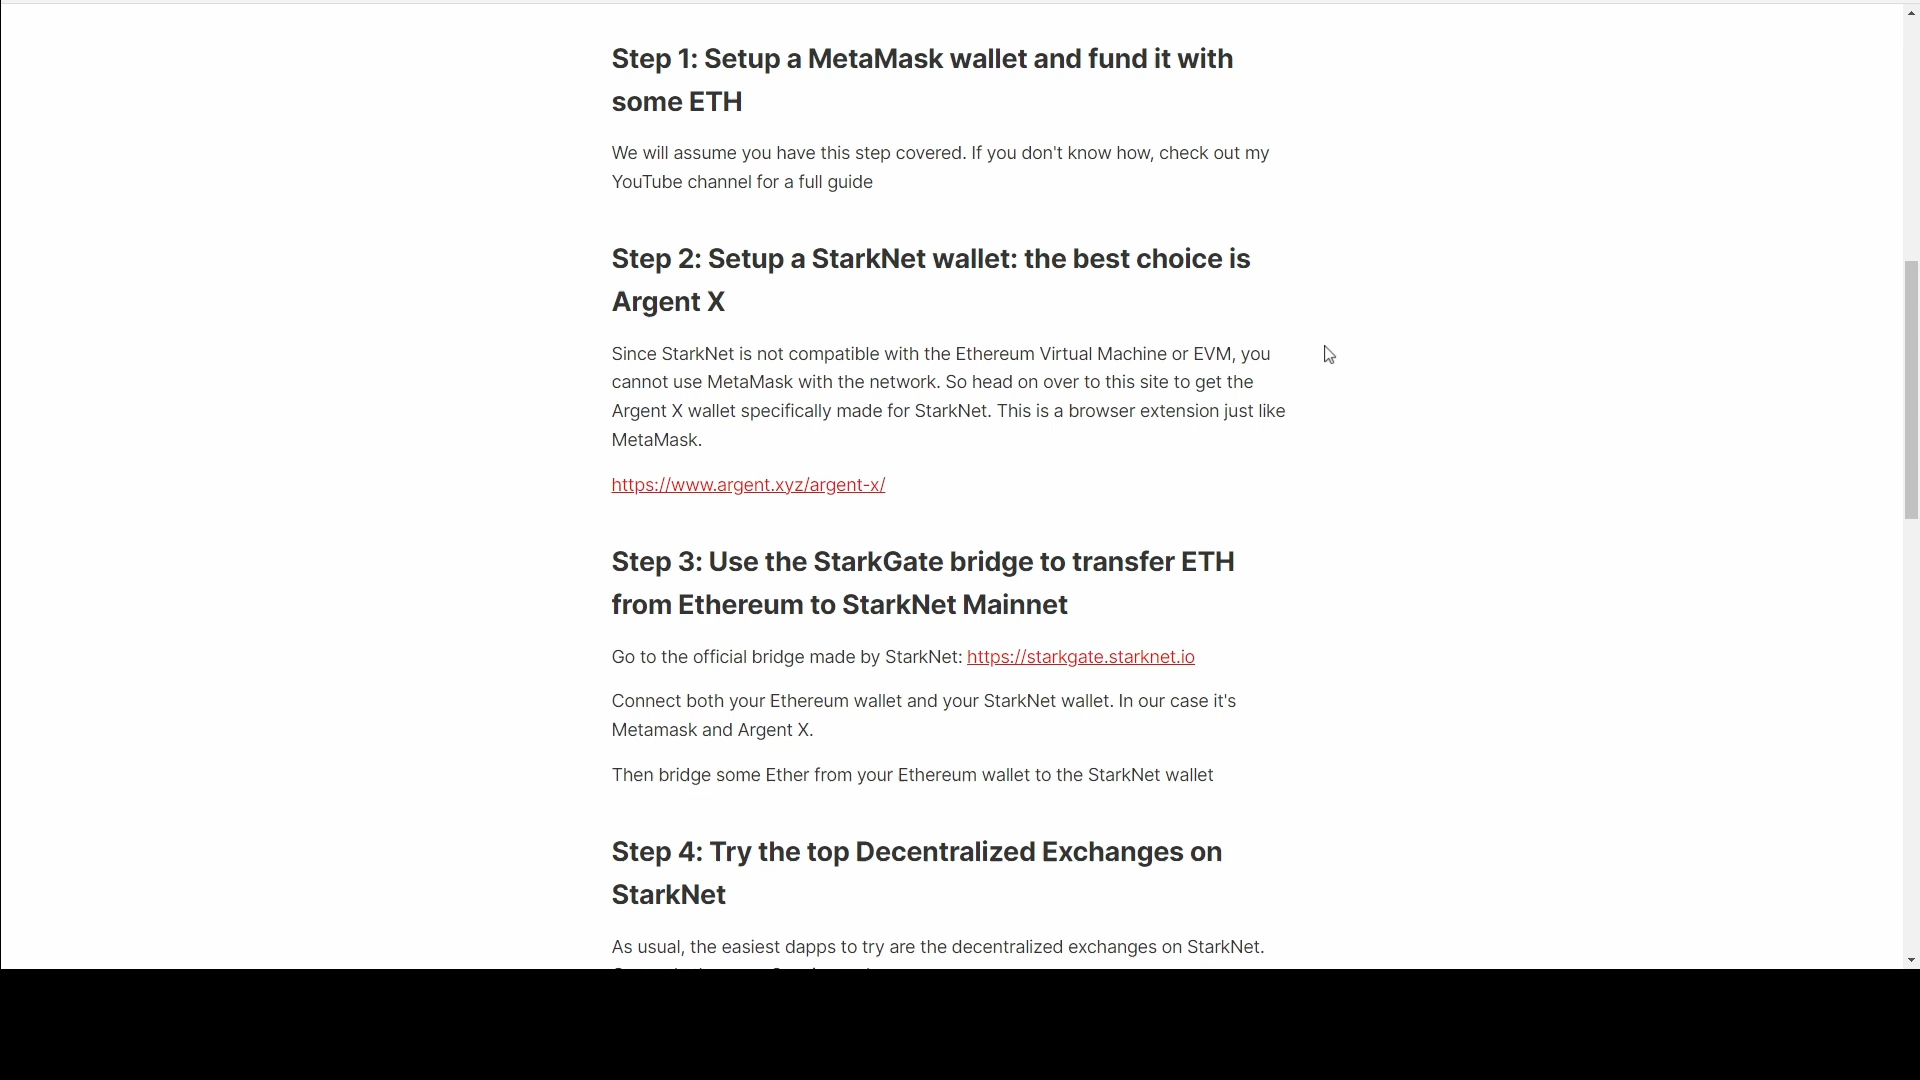 Step 1: Setup a MetaMask wallet and fund it with
some ETH
We will assume you have this step covered. If you don't know how, check out my
YouTube channel for a full guide
Step 2: Setup a StarkNet wallet: the best choice is
Argent X
Since StarkNet is not compatible with the Ethereum Virtual Machine or EVM, you
cannot use MetaMask with the network. So head on over to this site to get the
Argent X wallet specifically made for StarkNet. This is a browser extension just like
MetaMask.
https://www.argent.xyz/argent-x/
Step 3: Use the StarkGate bridge to transfer ETH
from Ethereum to StarkNet Mainnet
Go to the official bridge made by StarkNet: https://starkgate.starknet.io
Connect both your Ethereum wallet and your StarkNet wallet. In our case it's
Metamask and Argent X.
Then bridge some Ether from your Ethereum wallet to the StarkNet wallet
Step 4: Try the top Decentralized Exchanges on
StarkNet
As usual, the easiest dapps to try are the decentralized exchanges on StarkNet.